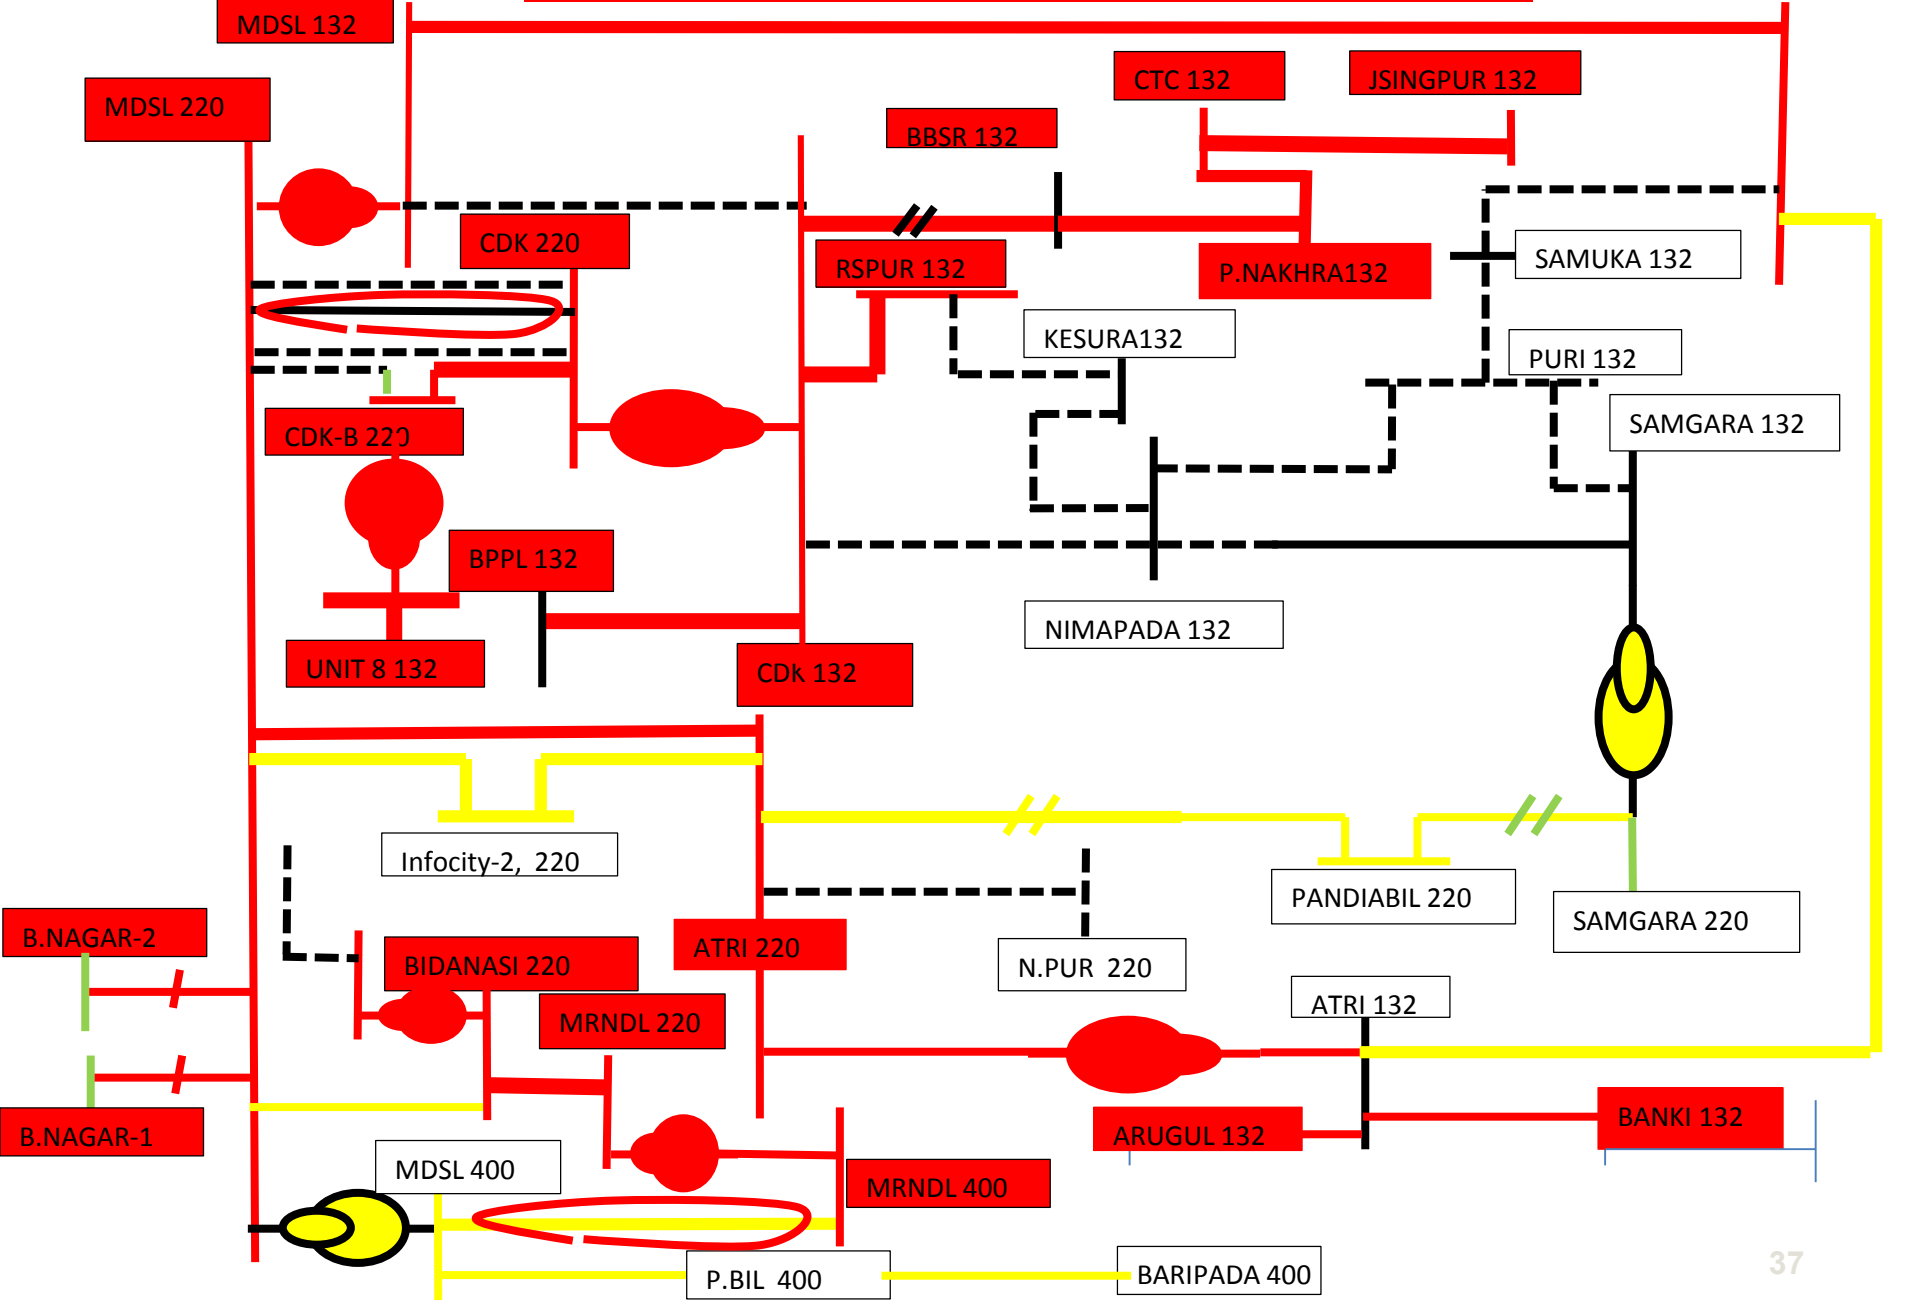 MDSL 132
CTC 132
JSINGPUR 132
MDSL 220
BBSR 132
CDK 220
RSPUR 132
P.NAKHRA132
SAMUKA 132
KESURA132
PURI 132
SAMGARA 132
CDK-B 220
BPPL 132
NIMAPADA 132
UNIT 8 132
CDK 132
Infocity-2, 220
PANDIABIL 220
SAMGARA 220
B.NAGAR-2
BIDANASI 220
ATRI 220
N.PUR 220
ATRI 132
MRNDL 220
B.NAGAR-1
ARUGUL 132
BANKI 132
MDSL 400
MRNDL 400
P.BIL 400
BARIPADA 400
37